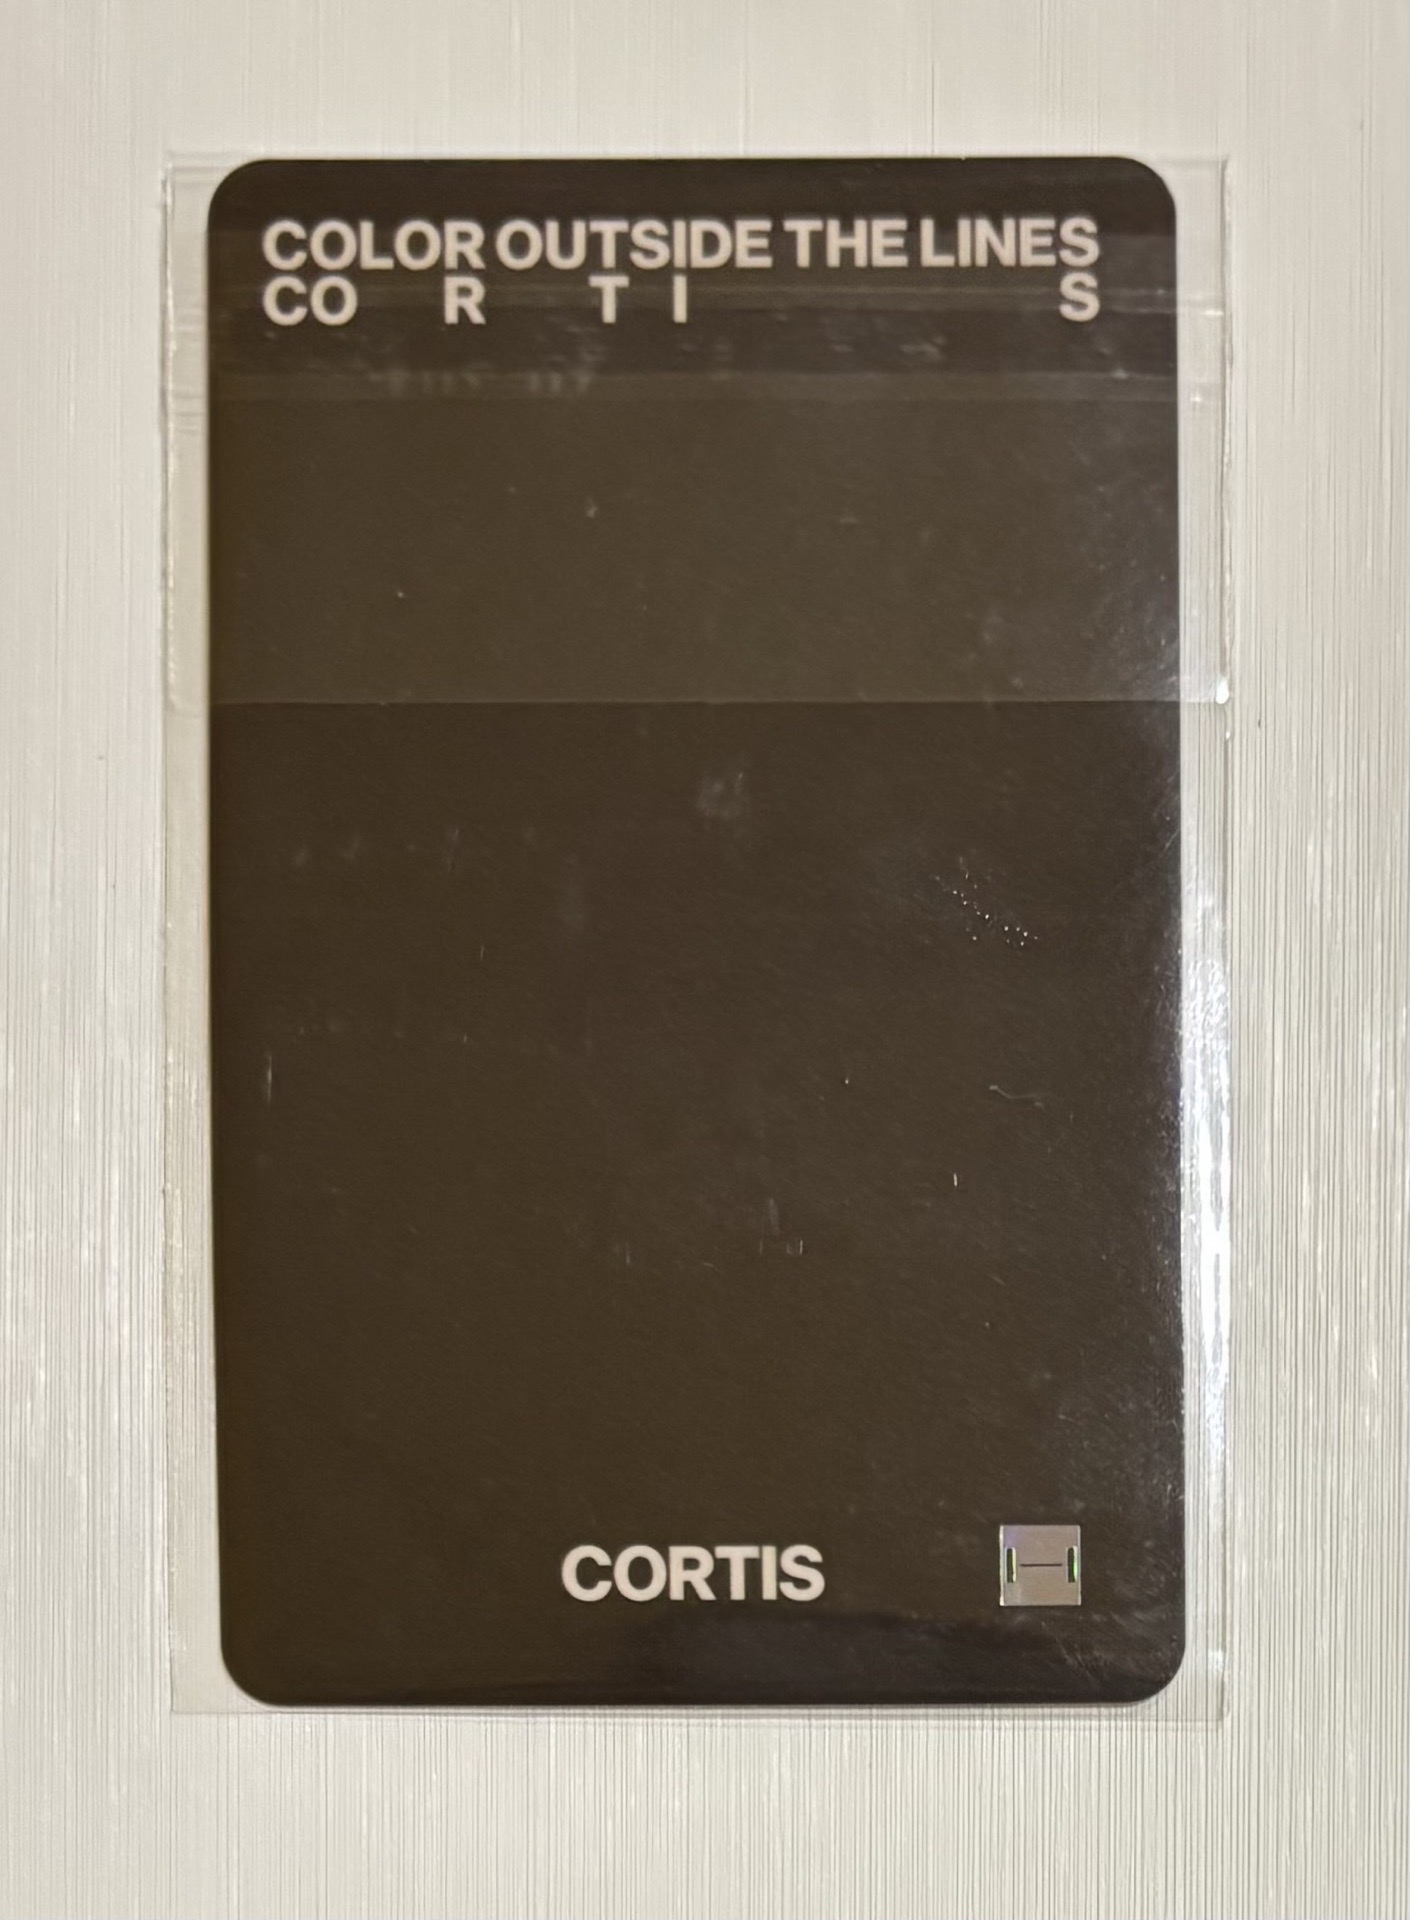 COLOR OUTSIDE THE LINES
CO R T I S
CORTIS